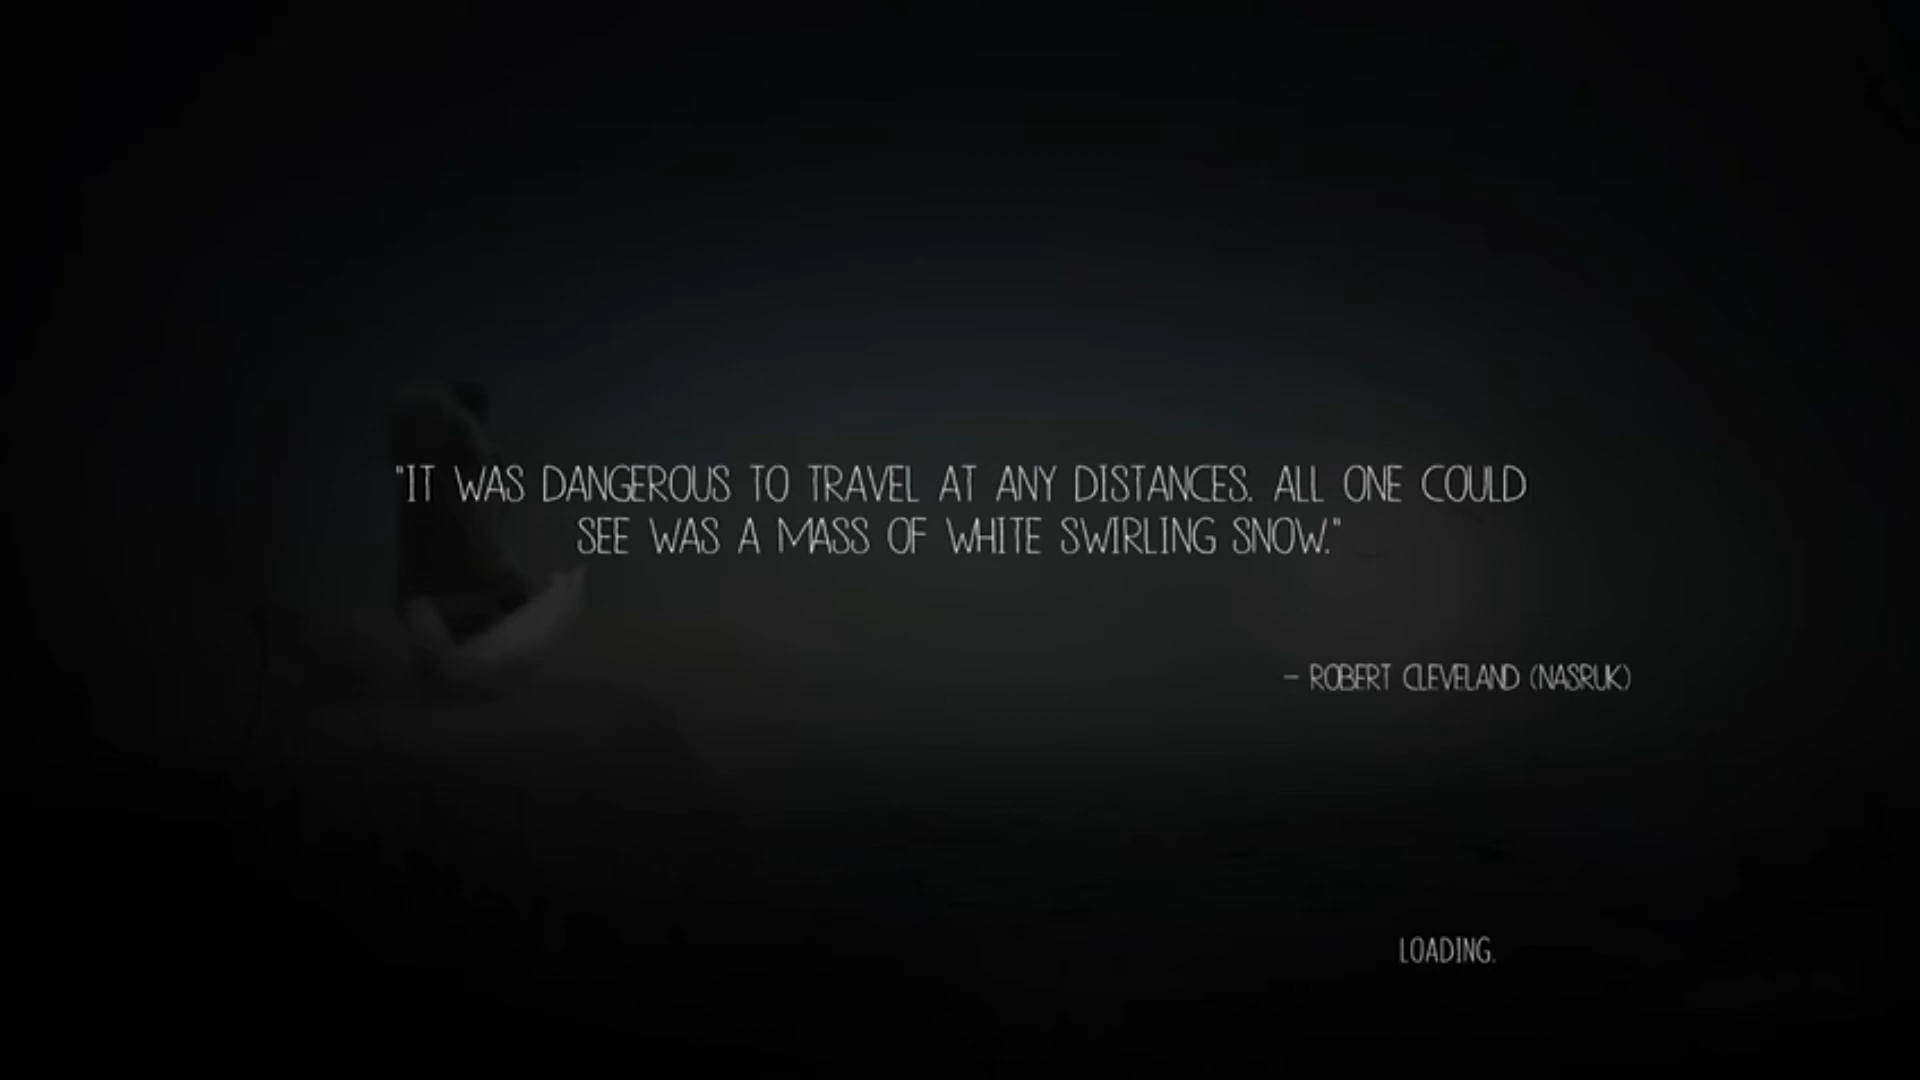 "IT WAS DANGEROUS TO TRAVEL AT ANY DISTANCES. ALL ONE COULD
SEE WAS A MASS OF WHITE SWIRLING SNOW."
– ROBERT CLEVELAND (NASRUK)
LOADING.